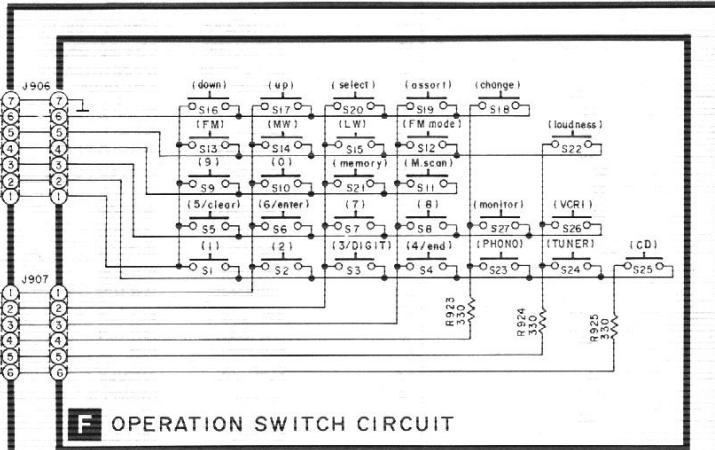 J906
(down) (up) (select) (assort) (change)
7 7
S16 S17 S20 S19 S18
6 6
(FM) (MW) (LW) (FM mode) (loudness)
5 5
S13 S14 S15 S12 S22
4 4
(9) (0) (memory) (M.scan)
3 3
S9 S10 S21 S11
2 2
1 1
(5/clear) (6/enter) (7) (8) (monitor) (VCR1)
S5 S6 S7 S8 S27 S26
(1) (2) (3/DIGIT) (4/end) (PHONO) (TUNER) (CD)
S1 S2 S3 S4 S23 S24 S25
J907
1 1
2 2
3 3
4 4
5 5
6 6
R923
330
R924
330
R925
330
F OPERATION SWITCH CIRCUIT